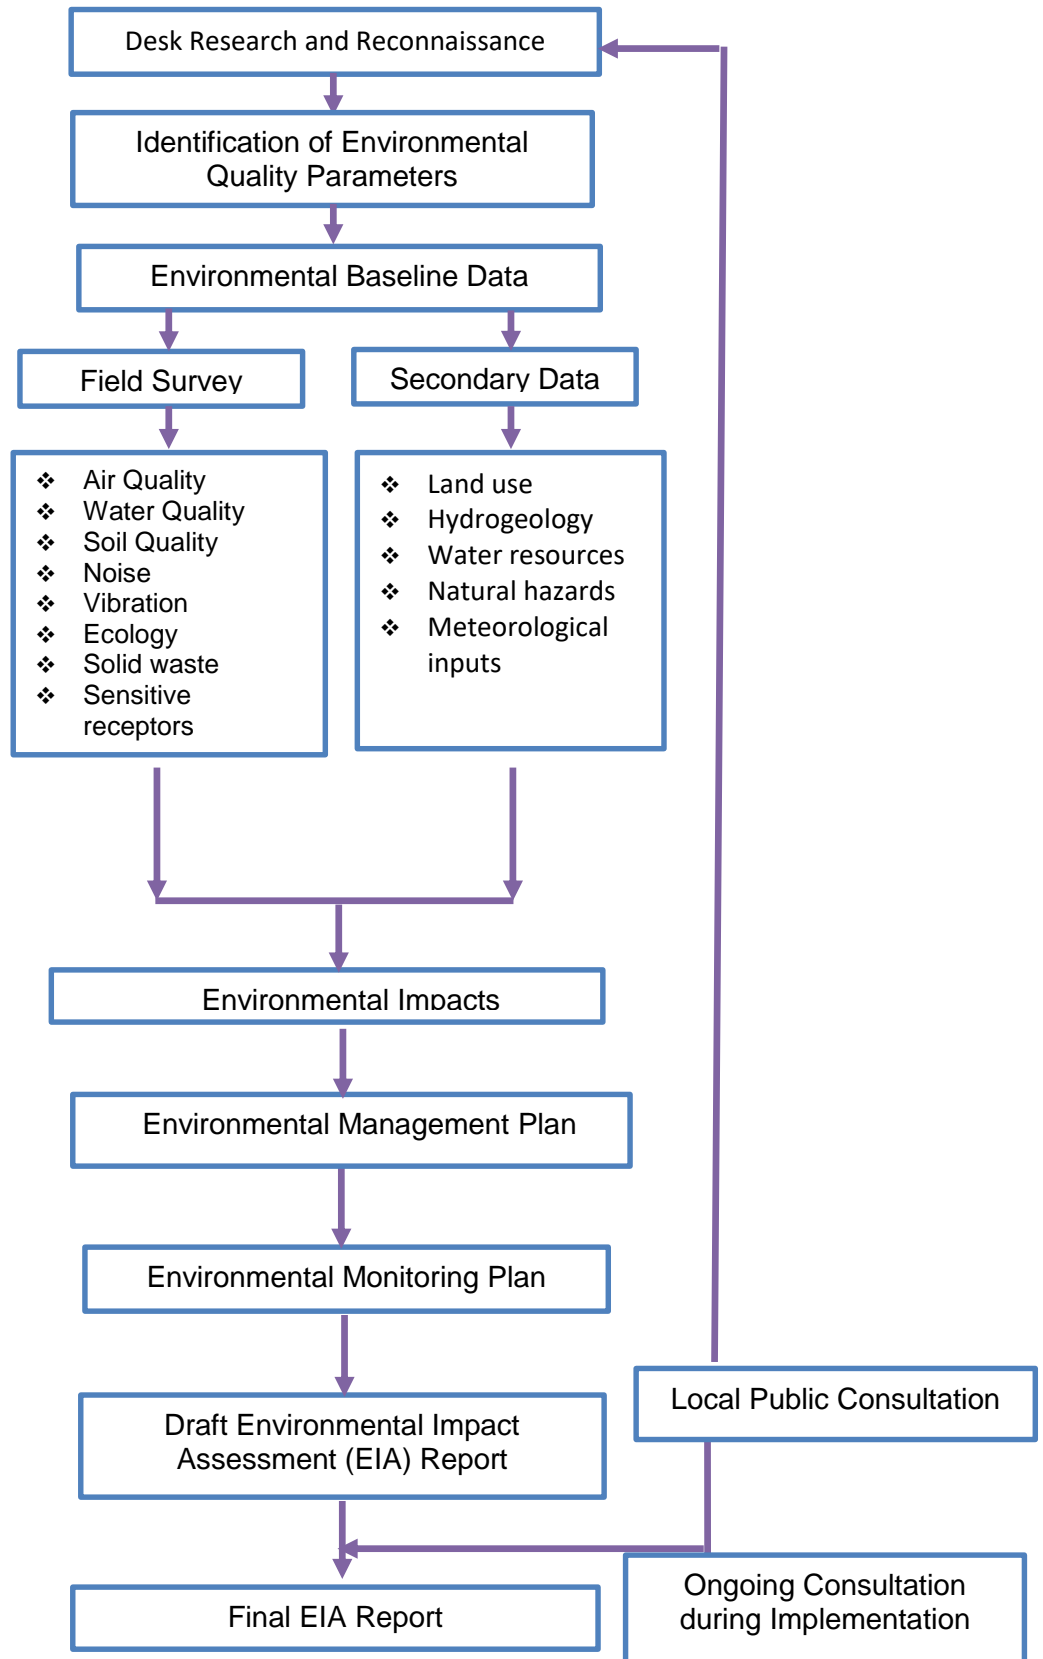 Desk Research and Reconnaissance
Identification of Environmental
Quality Parameters
Environmental Baseline Data
Field Survey
Secondary Data
❖ Air Quality
❖ Water Quality
❖ Soil Quality
❖ Noise
❖ Vibration
❖ Ecology
❖ Solid waste
❖ Sensitive
receptors
❖ Land use
❖ Hydrogeology
❖ Water resources
❖ Natural hazards
❖ Meteorological
inputs
Environmental Impacts
Environmental Management Plan
Environmental Monitoring Plan
Local Public Consultation
Draft Environmental Impact
Assessment (EIA) Report
Ongoing Consultation
during Implementation
Final EIA Report